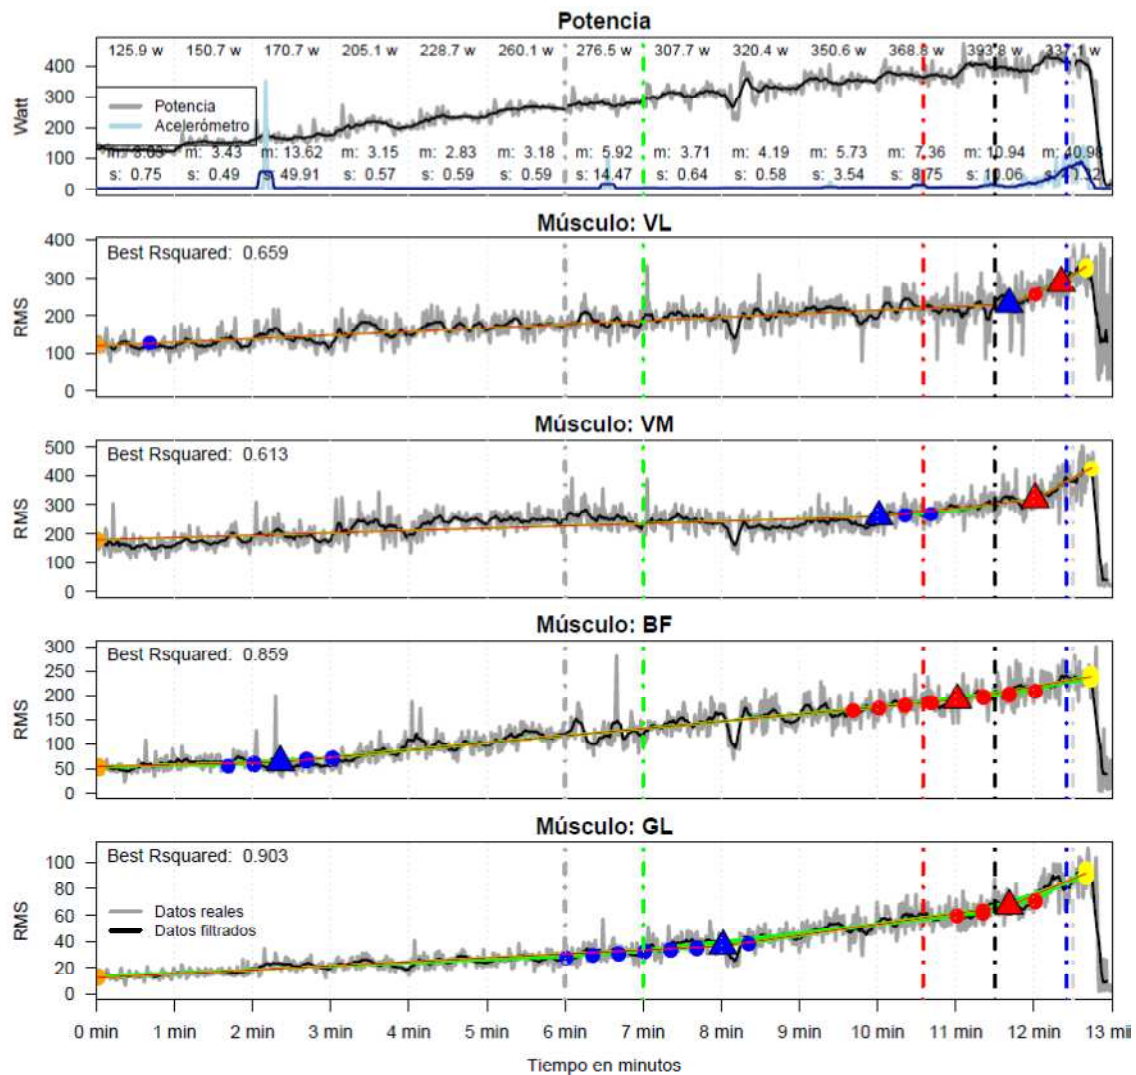 Potencia
125.9 w 150.7 w 170.7 w 205.1 w 228.7 w 260.1 w 276.5 w 307.7 w 320.4 w 350.6 w 368.8 w 393.8 w 337.1 w
400
300
200
100
0
Watt
Potencia
Acelerómetro
m: 3.43 m: 13.62 m: 3.15 m: 2.83 m: 3.18 m: 5.92 m: 3.71 m: 4.19 m: 5.73 m: 7.36 m: 10.94 m: 40.98
s: 0.75 s: 0.49 s: 49.91 s: 0.57 s: 0.59 s: 0.59 s: 14.47 s: 0.64 s: 0.58 s: 3.54 s: 8.75 s: 10.06
Músculo: VL
Best Rsquared: 0.659
400
300
200
100
0
RMS
Músculo: VM
Best Rsquared: 0.613
500
400
300
200
100
0
RMS
Músculo: BF
Best Rsquared: 0.859
300
250
200
150
100
50
0
RMS
Músculo: GL
Best Rsquared: 0.903
100
80
60
40
20
0
RMS
Datos reales
Datos filtrados
0 min 1 min 2 min 3 min 4 min 5 min 6 min 7 min 8 min 9 min 10 min 11 min 12 min 13 mi
Tiempo en minutos